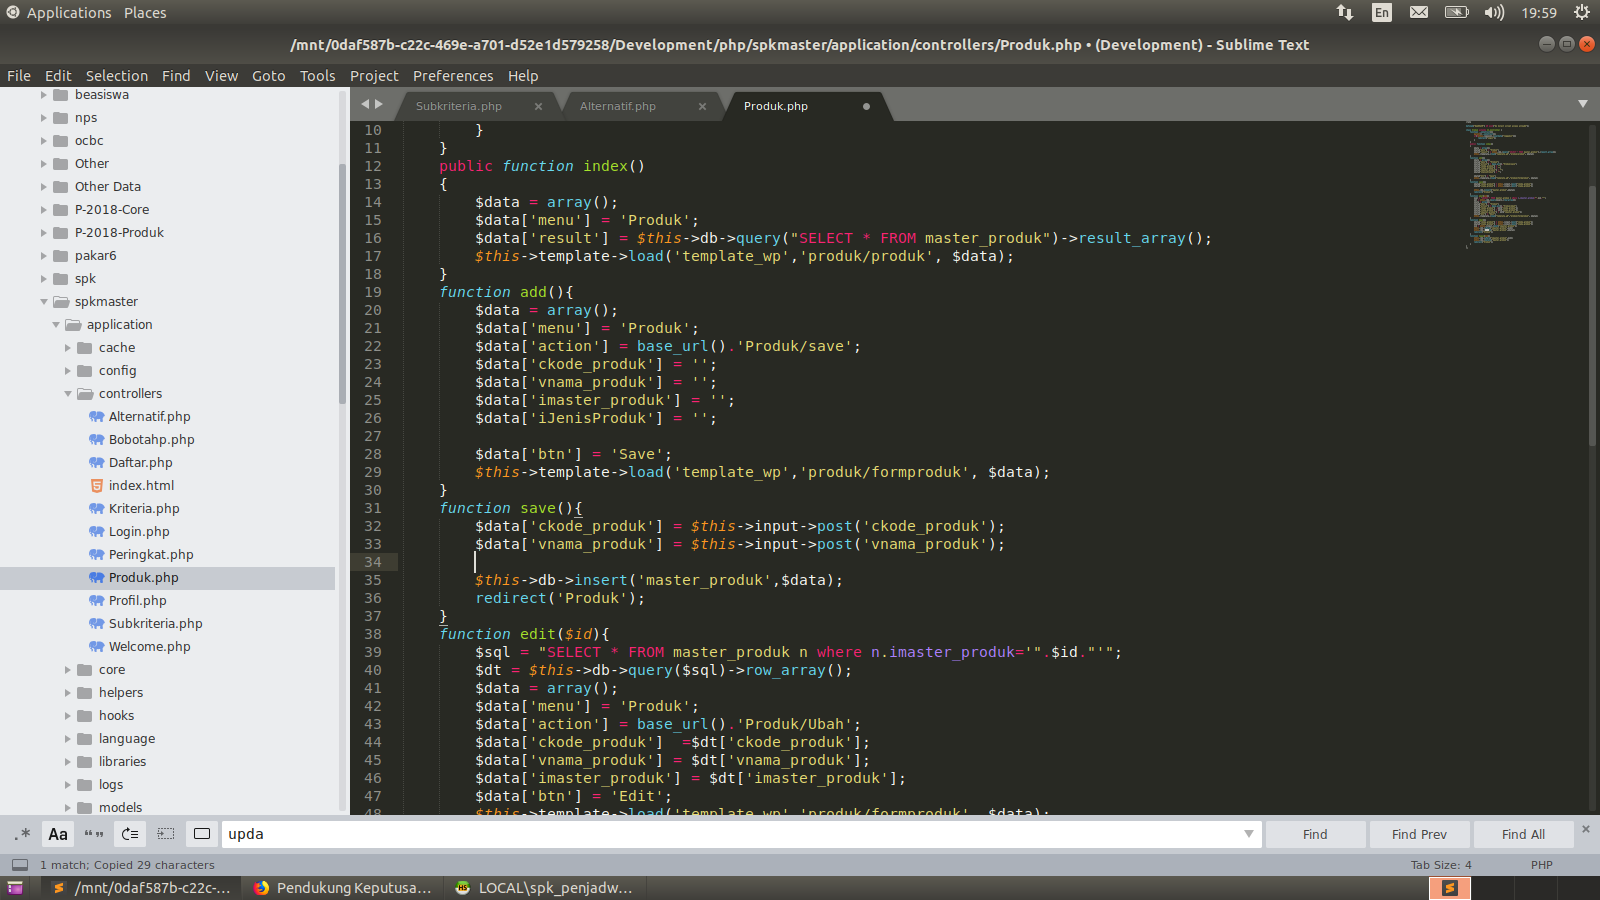 Applications Places En 19:59
/mnt/0daf587b-c22c-469e-a701-d52e1d579258/Development/php/spkmaster/application/controllers/Produk.php • (Development) - Sublime Text
File Edit Selection Find View Goto Tools Project Preferences Help
beasiswa
nps
ocbc
Other
Other Data
P-2018-Core
P-2018-Produk
pakar6
spk
spkmaster
application
cache
config
controllers
Alternatif.php
Bobotahp.php
Daftar.php
index.html
Kriteria.php
Login.php
Peringkat.php
Produk.php
Profil.php
Subkriteria.php
Welcome.php
core
helpers
hooks
language
libraries
logs
models
Subkriteria.php × Alternatif.php × Produk.php
10 }
11 }
12 public function index()
13 {
14 $data = array();
15 $data['menu'] = 'Produk';
16 $data['result'] = $this->db->query("SELECT * FROM master_produk")->result_array();
17 $this->template->load('template_wp','produk/produk', $data);
18 }
19 function add(){
20 $data = array();
21 $data['menu'] = 'Produk';
22 $data['action'] = base_url().'Produk/save';
23 $data['ckode_produk'] = '';
24 $data['vnama_produk'] = '';
25 $data['imaster_produk'] = '';
26 $data['iJenisProduk'] = '';
27
28 $data['btn'] = 'Save';
29 $this->template->load('template_wp','produk/formproduk', $data);
30 }
31 function save(){
32 $data['ckode_produk'] = $this->input->post('ckode_produk');
33 $data['vnama_produk'] = $this->input->post('vnama_produk');
34
35 $this->db->insert('master_produk',$data);
36 redirect('Produk');
37 }
38 function edit($id){
39 $sql = "SELECT * FROM master_produk n where n.imaster_produk='".$id."'";
40 $dt = $this->db->query($sql)->row_array();
41 $data = array();
42 $data['menu'] = 'Produk';
43 $data['action'] = base_url().'Produk/Ubah';
44 $data['ckode_produk']  =$dt['ckode_produk'];
45 $data['vnama_produk'] = $dt['vnama_produk'];
46 $data['imaster_produk'] = $dt['imaster_produk'];
47 $data['btn'] = 'Edit';
48 $this->template->load('template_wp','produk/formproduk', $data);
.* Aa “” upda Find Find Prev Find All ×
1 match; Copied 29 characters Tab Size: 4 PHP
/mnt/0daf587b-c22c-... Pendukung Keputusa... LOCAL\spk_penjadw...